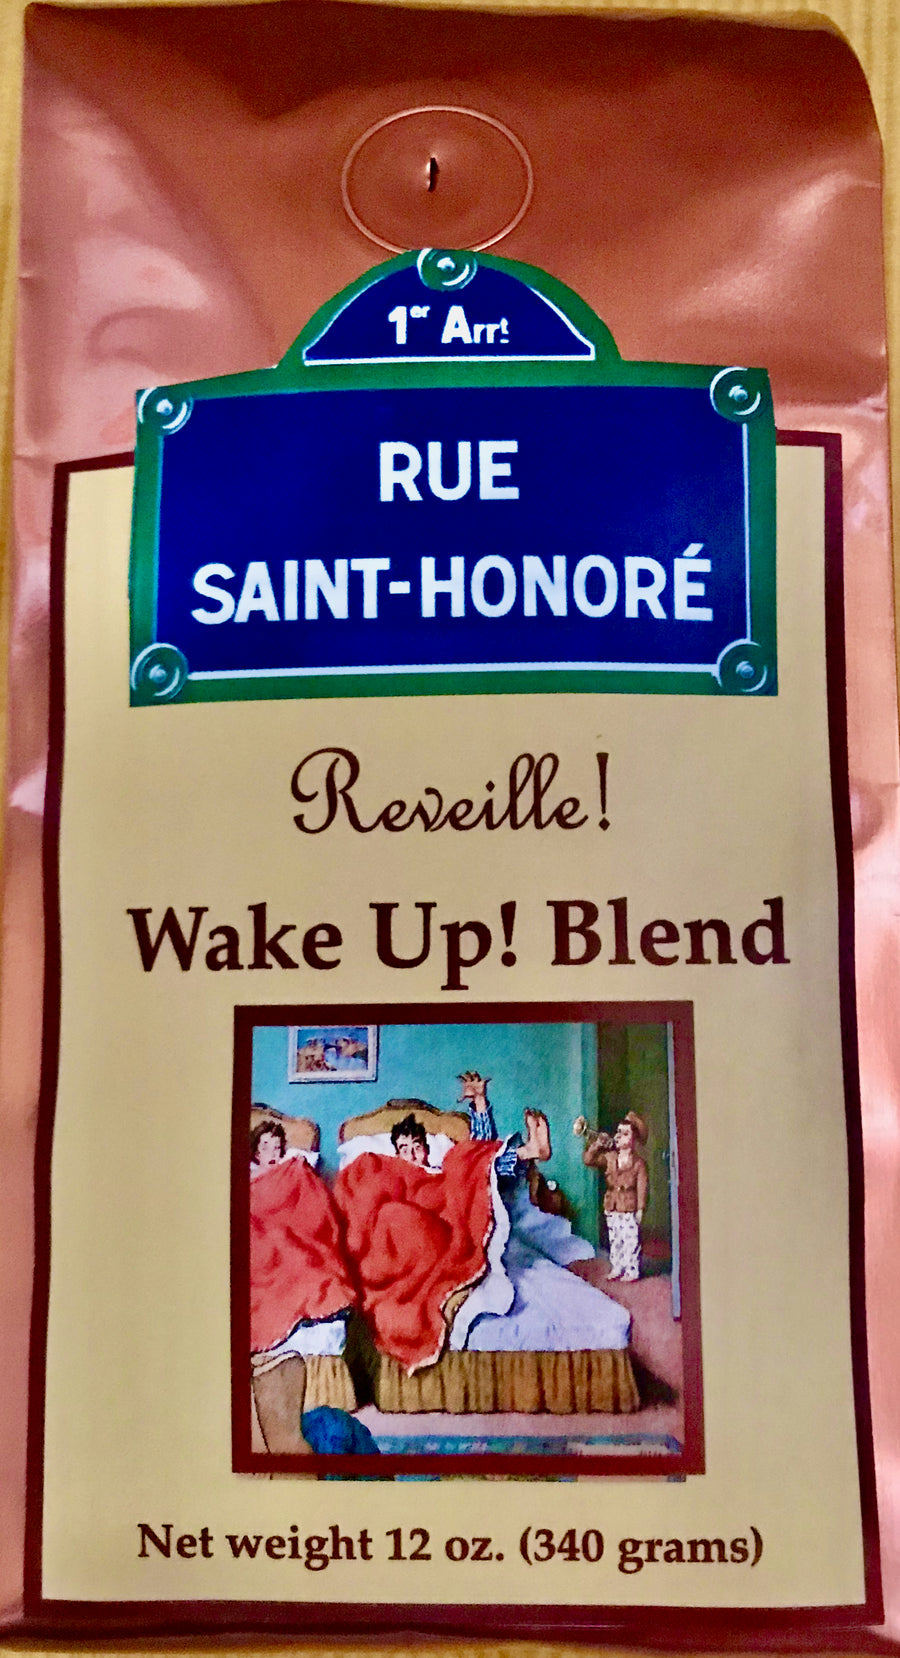 1er Arrt.
RUE
SAINT-HONORÉ
Reveille!
Wake Up! Blend
Net weight 12 oz. (340 grams)